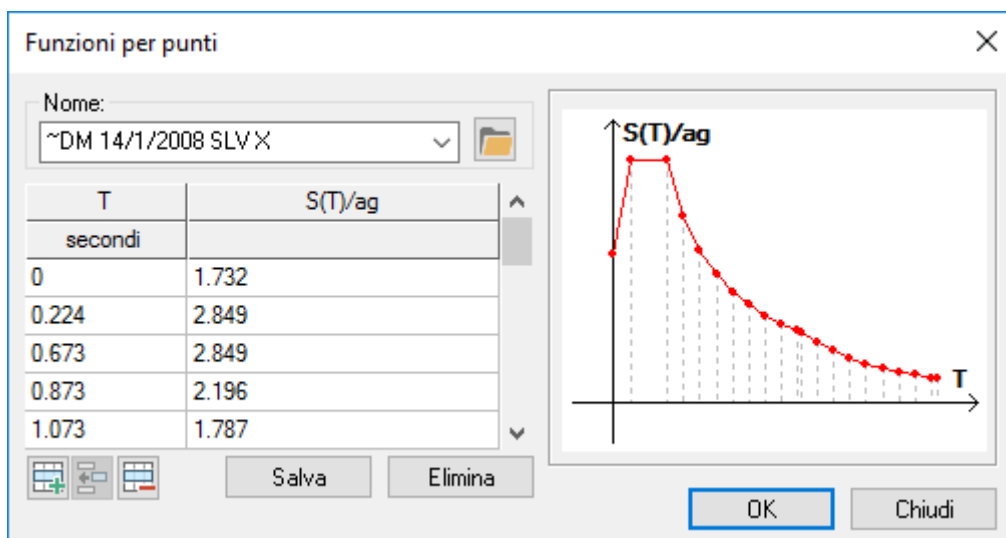 Funzioni per punti
Nome:
~DM 14/1/2008 SLV X
T S(T)/ag
secondi
0 1.732
0.224 2.849
0.673 2.849
0.873 2.196
1.073 1.787
Salva Elimina
S(T)/ag
T
OK Chiudi